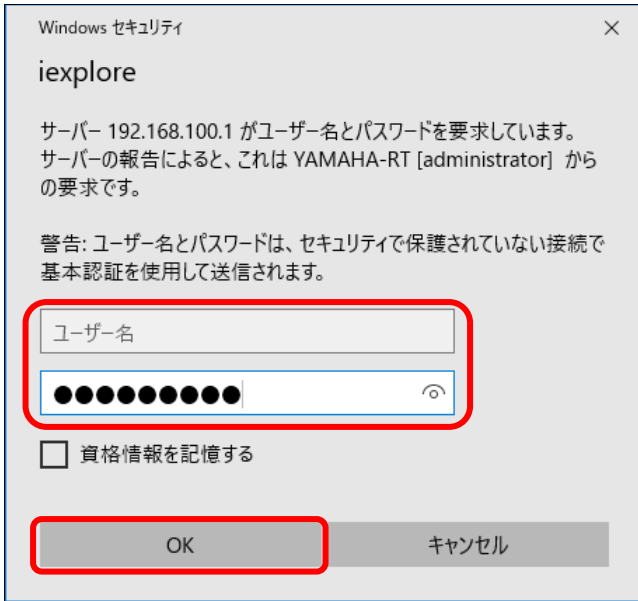 Windows セキュリティ
iexplore
サーバー 192.168.100.1 がユーザー名とパスワードを要求しています。
サーバーの報告によると、これは YAMAHA-RT [administrator] から
の要求です。
警告: ユーザー名とパスワードは、セキュリティで保護されていない接続で
基本認証を使用して送信されます。
ユーザー名
●●●●●●●●●
資格情報を記憶する
OK
キャンセル